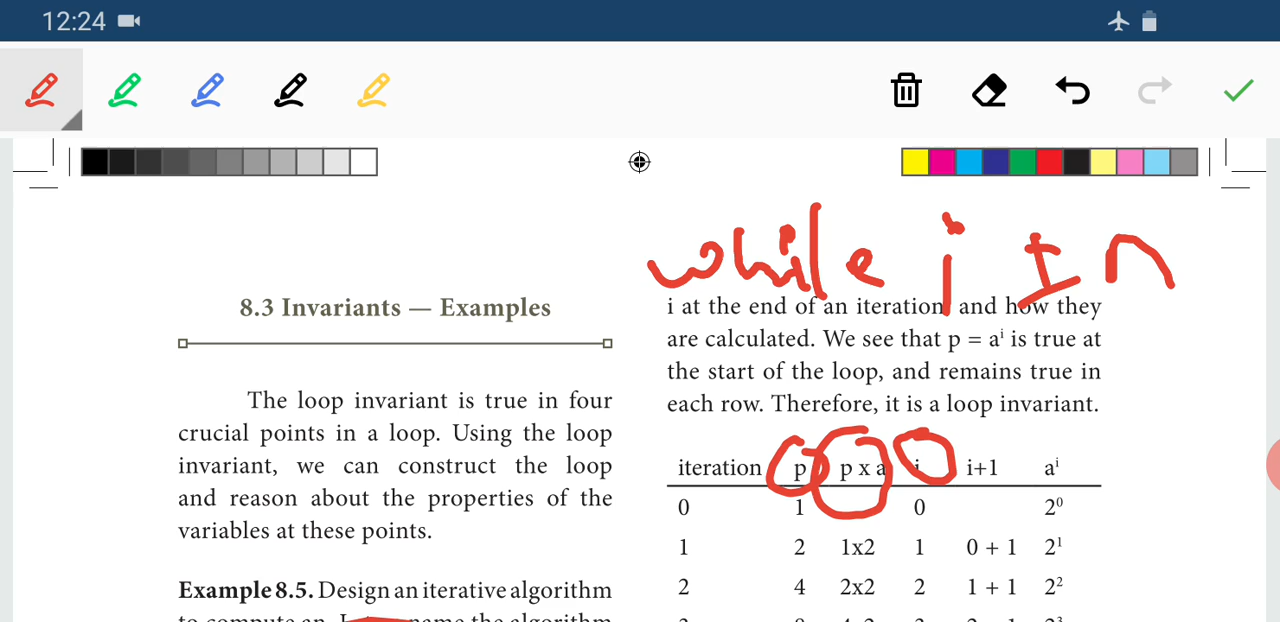 12:24
while i I n
8.3 Invariants — Examples
The loop invariant is true in four
crucial points in a loop. Using the loop
invariant, we can construct the loop
and reason about the properties of the
variables at these points.
Example 8.5. Design an iterative algorithm
name the algorithm
i at the end of an iteration, and how they
are calculated. We see that p = aⁱ is true at
the start of the loop, and remains true in
each row. Therefore, it is a loop invariant.
iteration p p x a i i+1 aⁱ
0 1 0 2⁰
1 2 1x2 1 0 + 1 2¹
2 4 2x2 2 1 + 1 2²